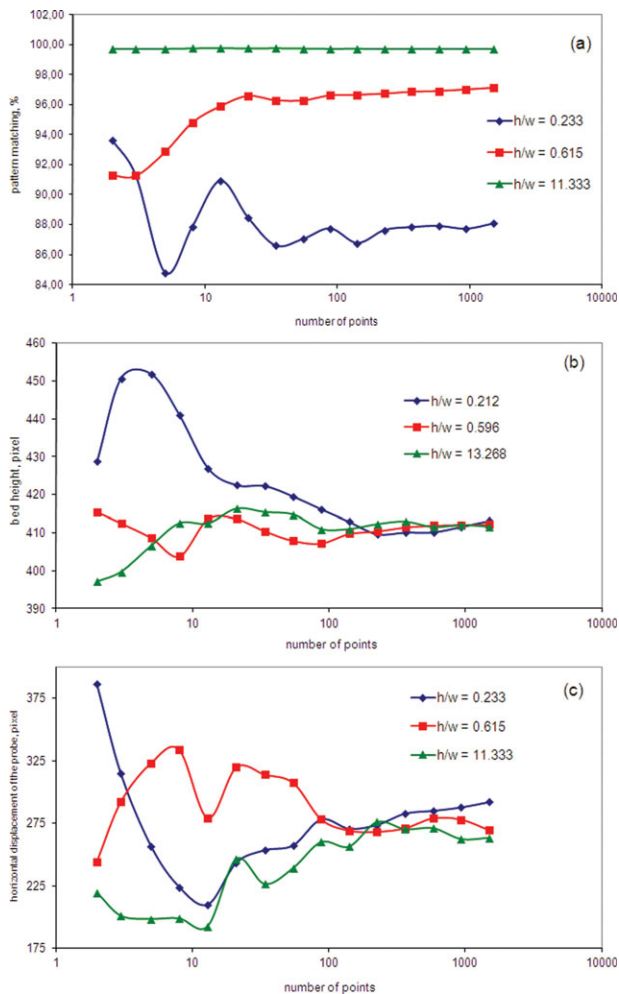 102,00
100,00
98,00
96,00
94,00
92,00
90,00
88,00
86,00
84,00
pattern matching, %
(a)
h/w = 0.233
h/w = 0.615
h/w = 11.333
1 10 100 1000 10000
number of points
460
450
440
430
420
410
400
390
bed height, pixel
(b)
h/w = 0.212
h/w = 0.596
h/w = 13.268
1 10 100 1000 10000
number of points
375
325
275
225
175
horizontal displacement of the probe, pixel
(c)
h/w = 0.233
h/w = 0.615
h/w = 11.333
1 10 100 1000 10000
number of points